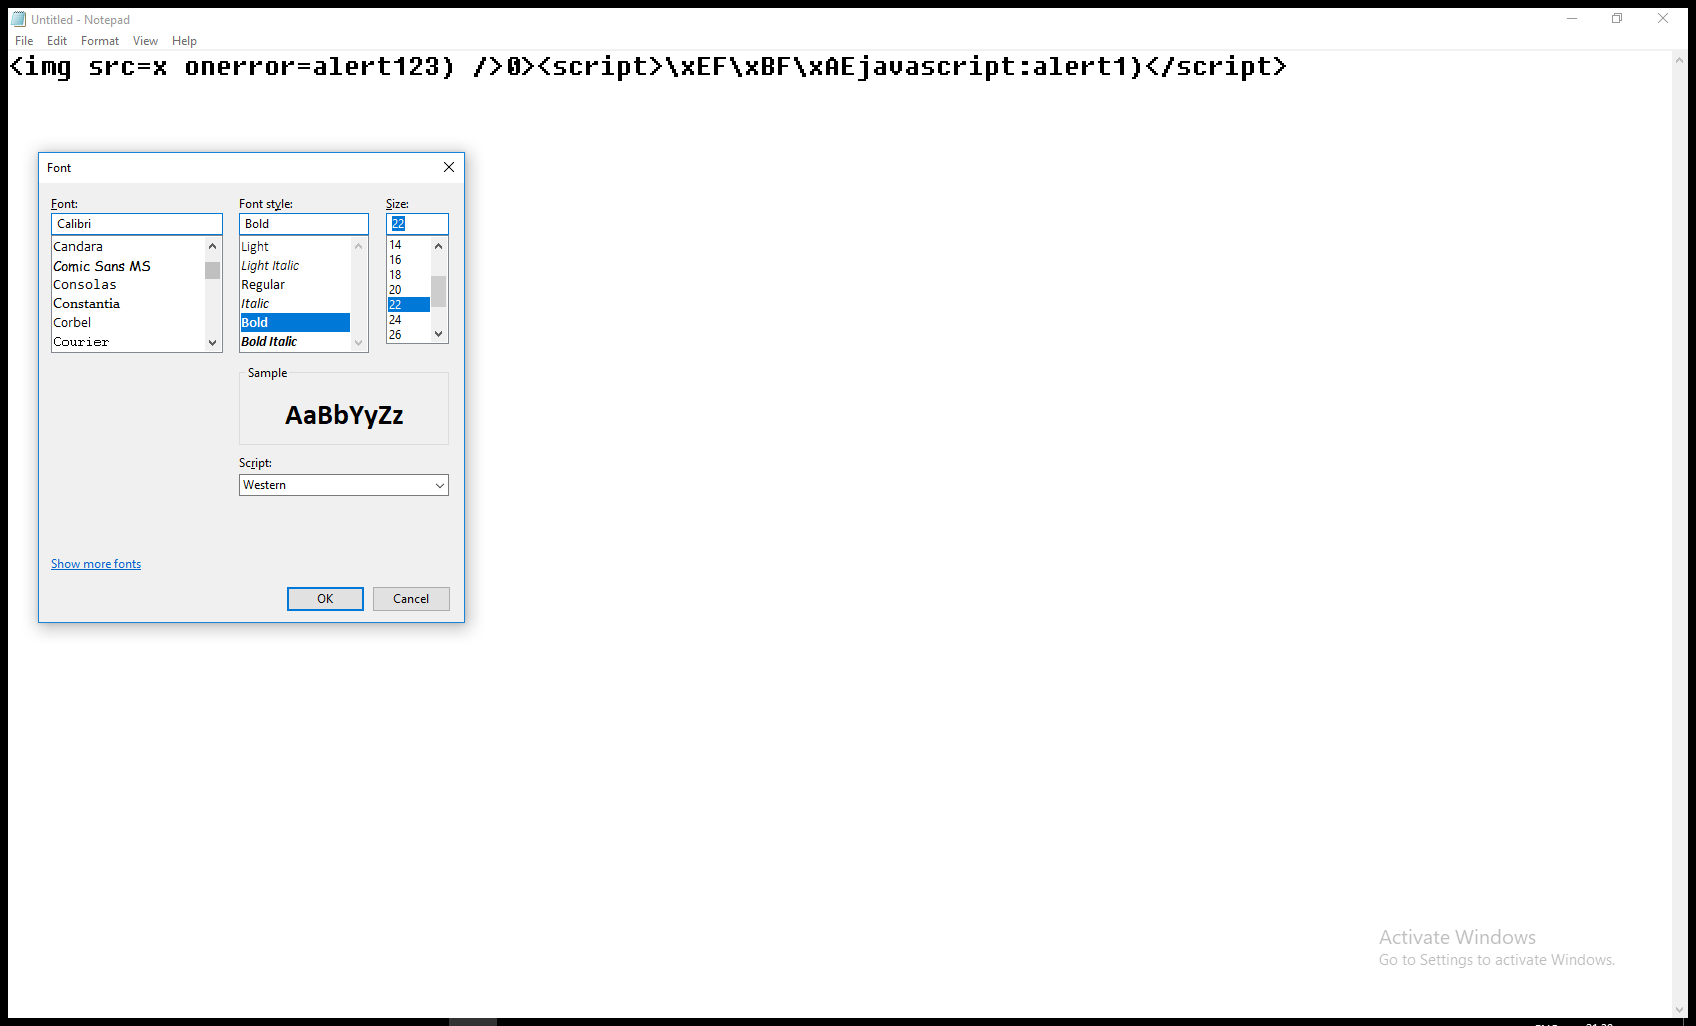 Untitled - Notepad
File Edit Format View Help
<img src=x onerror=alert123) />0><script>\xEF\xBF\xAEjavascript:alert1)</script>
Font
Font: Font style: Size:
Calibri Bold 22
Candara Light 14
Comic Sans MS Light Italic 16
Consolas Regular 18
Constantia Italic 20
Corbel Bold 22
Courier Bold Italic 24
26
Sample
AaBbYyZz
Script:
Western
Show more fonts
OK Cancel
Activate Windows
Go to Settings to activate Windows.